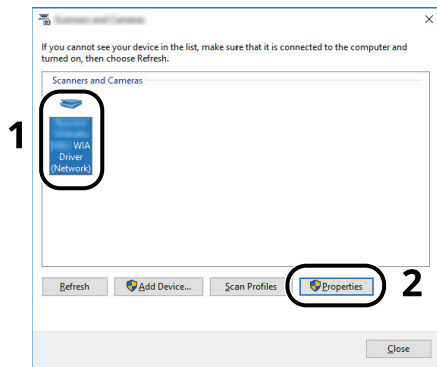 If you cannot see your device in the list, make sure that it is connected to the computer and
turned on, then choose Refresh.
Scanners and Cameras
1
WIA
Driver
(Network)
Refresh
Add Device...
Scan Profiles
Properties
2
Close